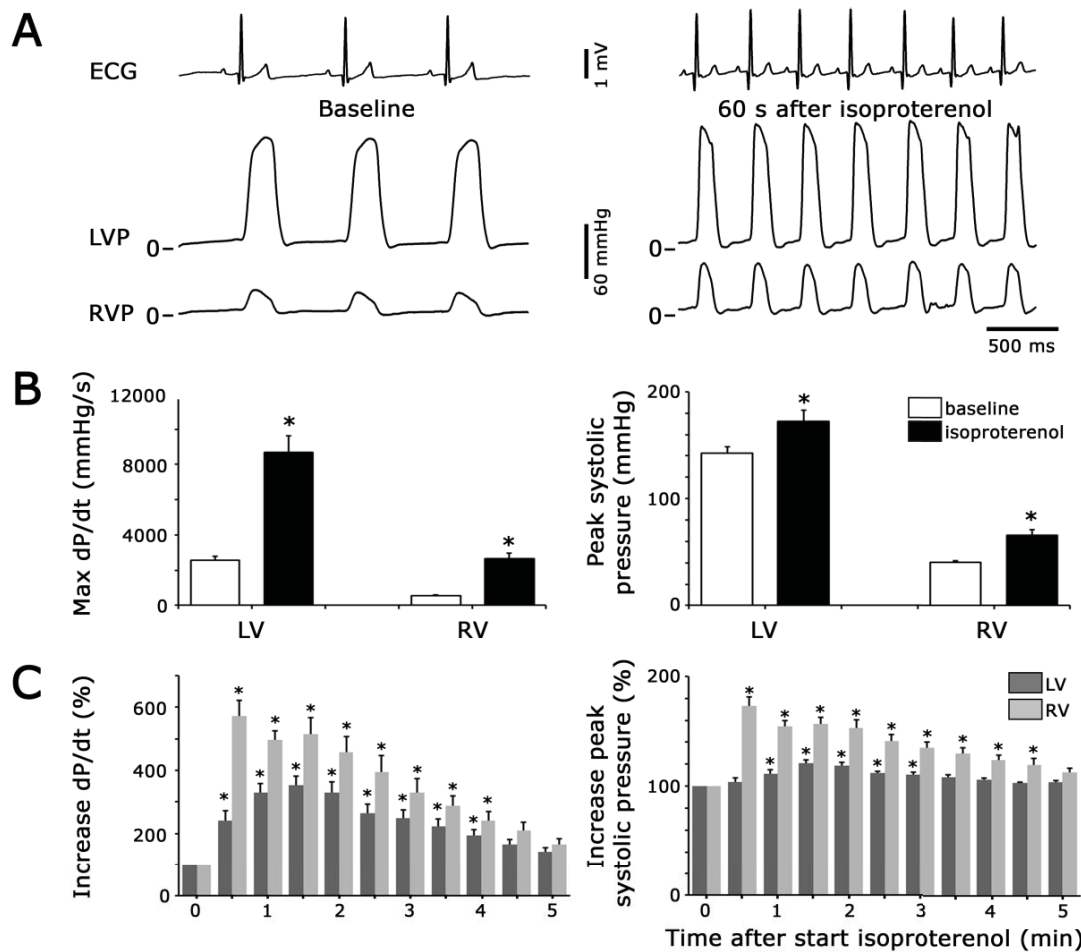 A
ECG
Baseline
1 mV
60 s after isoproterenol
LVP
0
60 mmHg
0
RVP
0
0
500 ms
B
Max dP/dt (mmHg/s)
12000
8000
4000
0
*
*
LV
RV
Peak systolic
pressure (mmHg)
200
100
0
*
*
baseline
isoproterenol
LV
RV
C
Increase dP/dt (%)
600
400
200
0
* * * * * * * * * * * * * * * *
0 1 2 3 4 5
Increase peak
systolic pressure (%)
200
100
0
* * * * * * * * * * * * * *
LV
RV
0 1 2 3 4 5
Time after start isoproterenol (min)